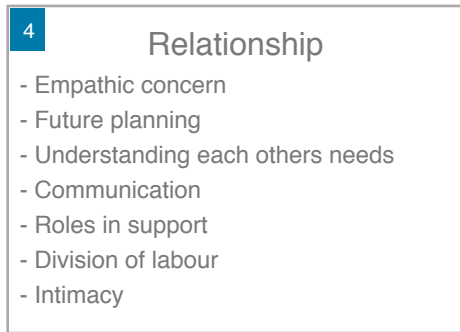 4
Relationship
- Empathic concern
- Future planning
- Understanding each others needs
- Communication
- Roles in support
- Division of labour
- Intimacy